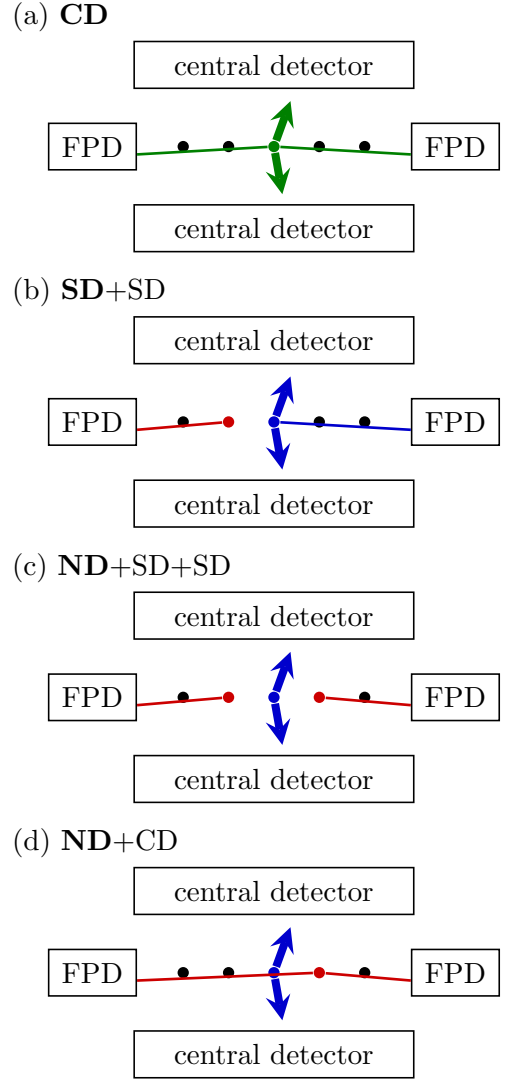 (a) CD
central detector
FPD FPD
central detector
(b) SD+SD
central detector
FPD FPD
central detector
(c) ND+SD+SD
central detector
FPD FPD
central detector
(d) ND+CD
central detector
FPD FPD
central detector